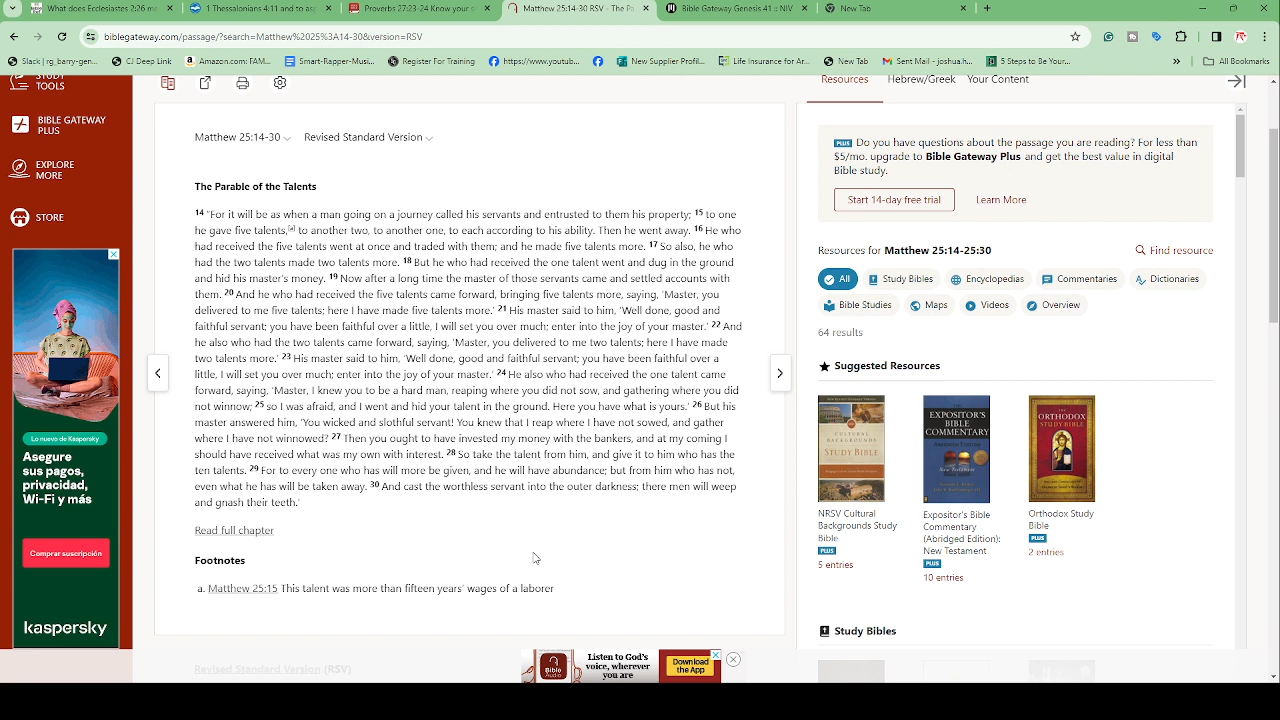 What does Ecclesiastes 2:26 me
1 Thessalonians 4:11 and to asp
Proverbs 27:23-24 Know your s
Matthew 25:14-30 RSV - The Pa
Bible Gateway Genesis 41 :: NIV
New Tab
biblegateway.com/passage/?search=Matthew%2025%3A14-30&version=RSV
Slack | rg_barry-gen...
CJ Deep Link
Amazon.com: FAM...
Smart-Rapper-Musi...
Register For Training
https://www.youtub...
New Supplier Profil...
Life Insurance for Ar...
New Tab
Sent Mail - joshua.h...
5 Steps to Be Your...
All Bookmarks
STUDY
TOOLS
BIBLE GATEWAY
PLUS
EXPLORE
MORE
STORE
Lo nuevo de Kaspersky
Asegure
sus pagos,
privacidad,
Wi-Fi y más
Comprar suscripción
kaspersky
Matthew 25:14-30 Revised Standard Version
The Parable of the Talents
14 “For it will be as when a man going on a journey called his servants and entrusted to them his property; 15 to one
he gave five talents,[a] to another two, to another one, to each according to his ability. Then he went away. 16 He who
had received the five talents went at once and traded with them; and he made five talents more. 17 So also, he who
had the two talents made two talents more. 18 But he who had received the one talent went and dug in the ground
and hid his master’s money. 19 Now after a long time the master of those servants came and settled accounts with
them. 20 And he who had received the five talents came forward, bringing five talents more, saying, ‘Master, you
delivered to me five talents; here I have made five talents more.’ 21 His master said to him, ‘Well done, good and
faithful servant; you have been faithful over a little, I will set you over much; enter into the joy of your master.’ 22 And
he also who had the two talents came forward, saying, ‘Master, you delivered to me two talents; here I have made
two talents more.’ 23 His master said to him, ‘Well done, good and faithful servant; you have been faithful over a
little, I will set you over much; enter into the joy of your master.’ 24 He also who had received the one talent came
forward, saying, ‘Master, I knew you to be a hard man, reaping where you did not sow, and gathering where you did
not winnow; 25 so I was afraid, and I went and hid your talent in the ground. Here you have what is yours.’ 26 But his
master answered him, ‘You wicked and slothful servant! You knew that I reap where I have not sowed, and gather
where I have not winnowed? 27 Then you ought to have invested my money with the bankers, and at my coming I
should have received what was my own with interest. 28 So take the talent from him, and give it to him who has the
ten talents. 29 For to every one who has will more be given, and he will have abundance; but from him who has not,
even what he has will be taken away. 30 And cast the worthless servant into the outer darkness; there men will weep
and gnash their teeth.’
Read full chapter
Footnotes
a. Matthew 25:15 This talent was more than fifteen years’ wages of a laborer
Revised Standard Version (RSV)
Bible
Audio
Listen to God's
voice, wherever
you are
Download
the App
Resources Hebrew/Greek Your Content
PLUS Do you have questions about the passage you are reading? For less than
$5/mo. upgrade to Bible Gateway Plus and get the best value in digital
Bible study.
Start 14-day free trial Learn More
Resources for Matthew 25:14-25:30 Find resource
All Study Bibles Encyclopedias Commentaries Dictionaries
Bible Studies Maps Videos Overview
64 results
Suggested Resources
CULTURAL
BACKGROUNDS
STUDY BIBLE
EXPOSITOR'S
BIBLE
COMMENTARY
THE
ORTHODOX
STUDY BIBLE
NRSV Cultural
Backgrounds Study
Bible
PLUS
5 entries
Expositor's Bible
Commentary
(Abridged Edition):
New Testament
PLUS
10 entries
Orthodox Study
Bible
PLUS
2 entries
Study Bibles